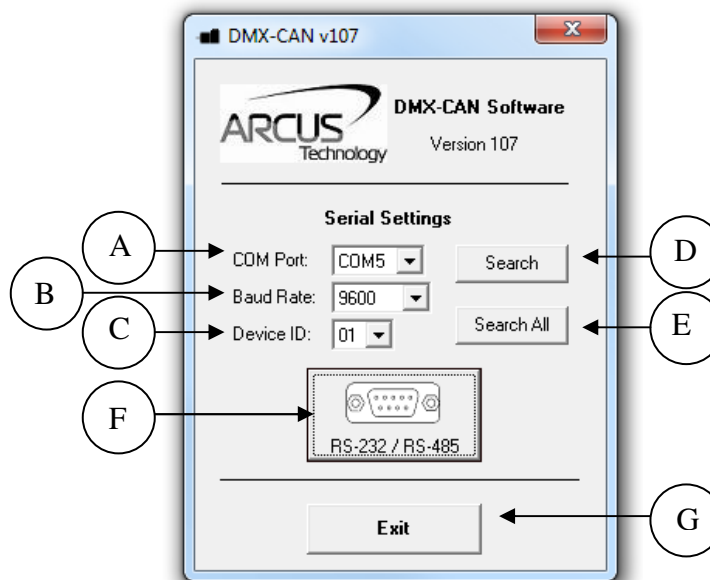 DMX-CAN v107
ARCUS
Technology
DMX-CAN Software
Version 107
Serial Settings
A
COM Port: COM5 Search
D
B
Baud Rate: 9600
C
Device ID: 01 Search All
E
F
RS-232 / RS-485
Exit
G